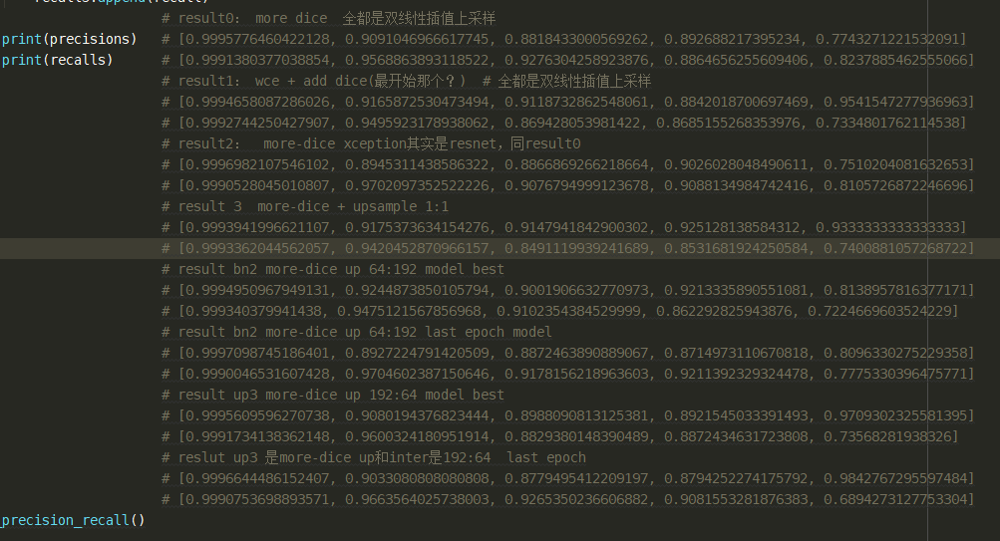 results.append(recall)
# result0： more dice  全都是双线性插值上采样
print(precisions)   # [0.9995776460422128, 0.9091046966617745, 0.8818433000569262, 0.892688217395234, 0.7743271221532091]
print(recalls)      # [0.9991380377038854, 0.9568863893118522, 0.9276304258923876, 0.8864656255609406, 0.8237885462555066]
# result1： wce + add dice(最开始那个？)  # 全都是双线性插值上采样
# [0.9994658087286026, 0.9165872530473494, 0.9118732862548061, 0.8842018700697469, 0.9541547277936963]
# [0.9992744250427907, 0.9495923178938062, 0.869428053981422, 0.8685155268353976, 0.7334801762114538]
# result2：  more-dice xception其实是resnet，同result0
# [0.9996982107546102, 0.8945311438586322, 0.8866869266218664, 0.9026028048490611, 0.7510204081632653]
# [0.9990528045010807, 0.9702097352522226, 0.9076794999123678, 0.9088134984742416, 0.8105726872246696]
# result 3  more-dice + upsample 1:1
# [0.9993941996621107, 0.9175373634154276, 0.9147941842900302, 0.925128138584312, 0.9333333333333333]
# [0.9993362044562057, 0.9420452870966157, 0.8491119939241689, 0.8531681924250584, 0.7400881057268722]
# result bn2 more-dice up 64:192 model best
# [0.9994950967949131, 0.9244873850105794, 0.9001906632770973, 0.9213335890551081, 0.8138957816377171]
# [0.999340379941438, 0.9475121567856968, 0.9102354384529999, 0.862292825943876, 0.7224669603524229]
# result bn2 more-dice up 64:192 last epoch model
# [0.9997098745186401, 0.8927224791420509, 0.8872463890889067, 0.8714973110670818, 0.8096330275229358]
# [0.9990046531607428, 0.9704602387150646, 0.9178156218963603, 0.9211392329324478, 0.7775330396475771]
# result up3 more-dice up 192:64 model best
# [0.9995609596270738, 0.9080194376823444, 0.8988090813125381, 0.8921545033391493, 0.9709302325581395]
# [0.9991734138362148, 0.9600324180951914, 0.8829380148390489, 0.8872434631723808, 0.73568281938326]
# reslut up3 是more-dice up和inter是192:64  last epoch
# [0.9996644486152407, 0.9033080808080808, 0.8779495412209197, 0.8794252274175792, 0.9842767295597484]
# [0.9990753698893571, 0.9663564025738003, 0.9265350236606882, 0.9081553281876383, 0.6894273127753304]
precision_recall()